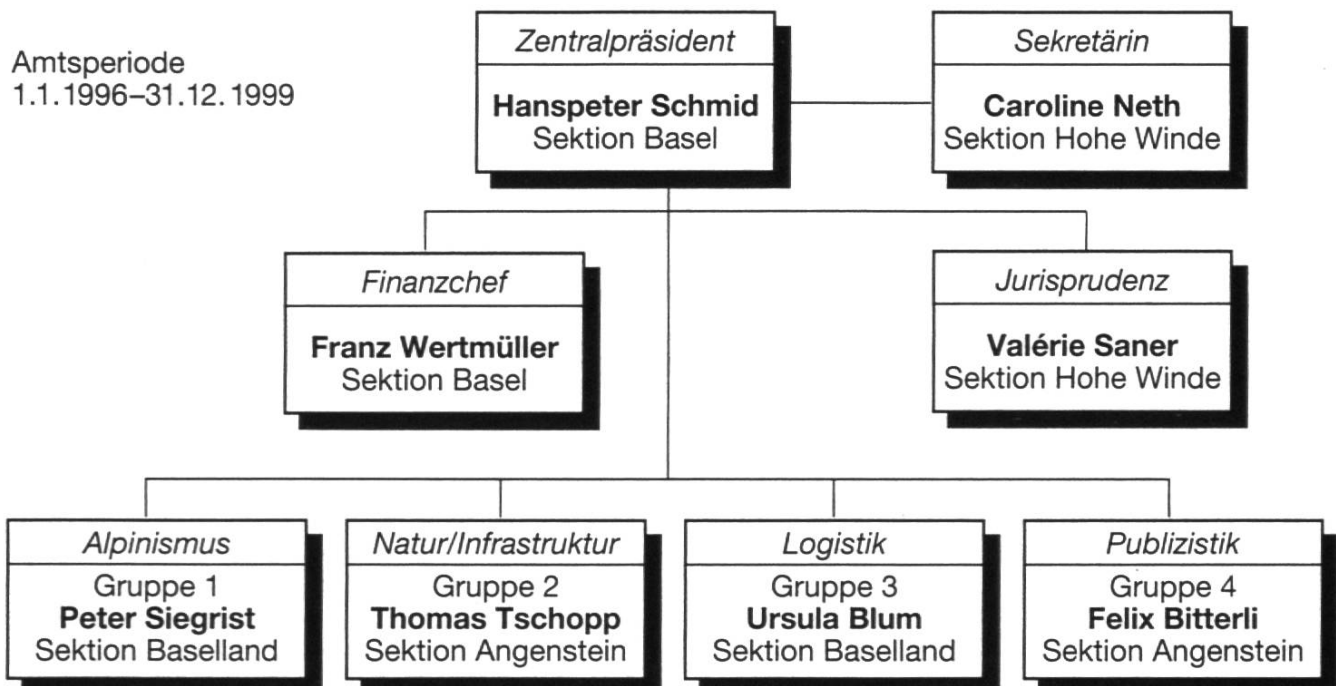 Amtsperiode
1.1.1996–31.12.1999
Zentralpräsident
Hanspeter Schmid
Sektion Basel
Sekretärin
Caroline Neth
Sektion Hohe Winde
Finanzchef
Franz Wertmüller
Sektion Basel
Jurisprudenz
Valérie Saner
Sektion Hohe Winde
Alpinismus
Gruppe 1
Peter Siegrist
Sektion Baselland
Natur/Infrastruktur
Gruppe 2
Thomas Tschopp
Sektion Angenstein
Logistik
Gruppe 3
Ursula Blum
Sektion Baselland
Publizistik
Gruppe 4
Felix Bitterli
Sektion Angenstein